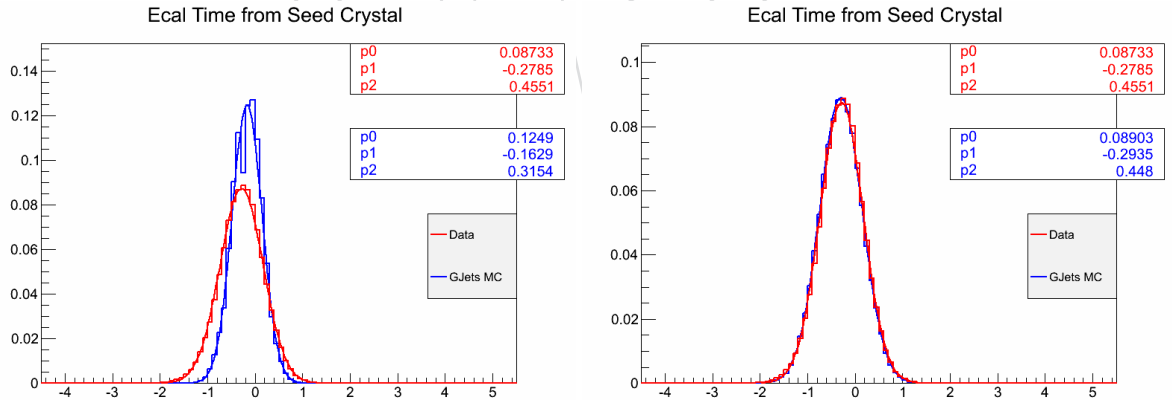 Ecal Time from Seed Crystal
p0 0.08733
p1 -0.2785
p2 0.4551
p0 0.1249
p1 -0.1629
p2 0.3154
Data
GJets MC
0.14
0.12
0.1
0.08
0.06
0.04
0.02
0
-4 -3 -2 -1 0 1 2 3 4 5
Ecal Time from Seed Crystal
p0 0.08733
p1 -0.2785
p2 0.4551
p0 0.08903
p1 -0.2935
p2 0.448
Data
GJets MC
0.1
0.08
0.06
0.04
0.02
0
-4 -3 -2 -1 0 1 2 3 4 5